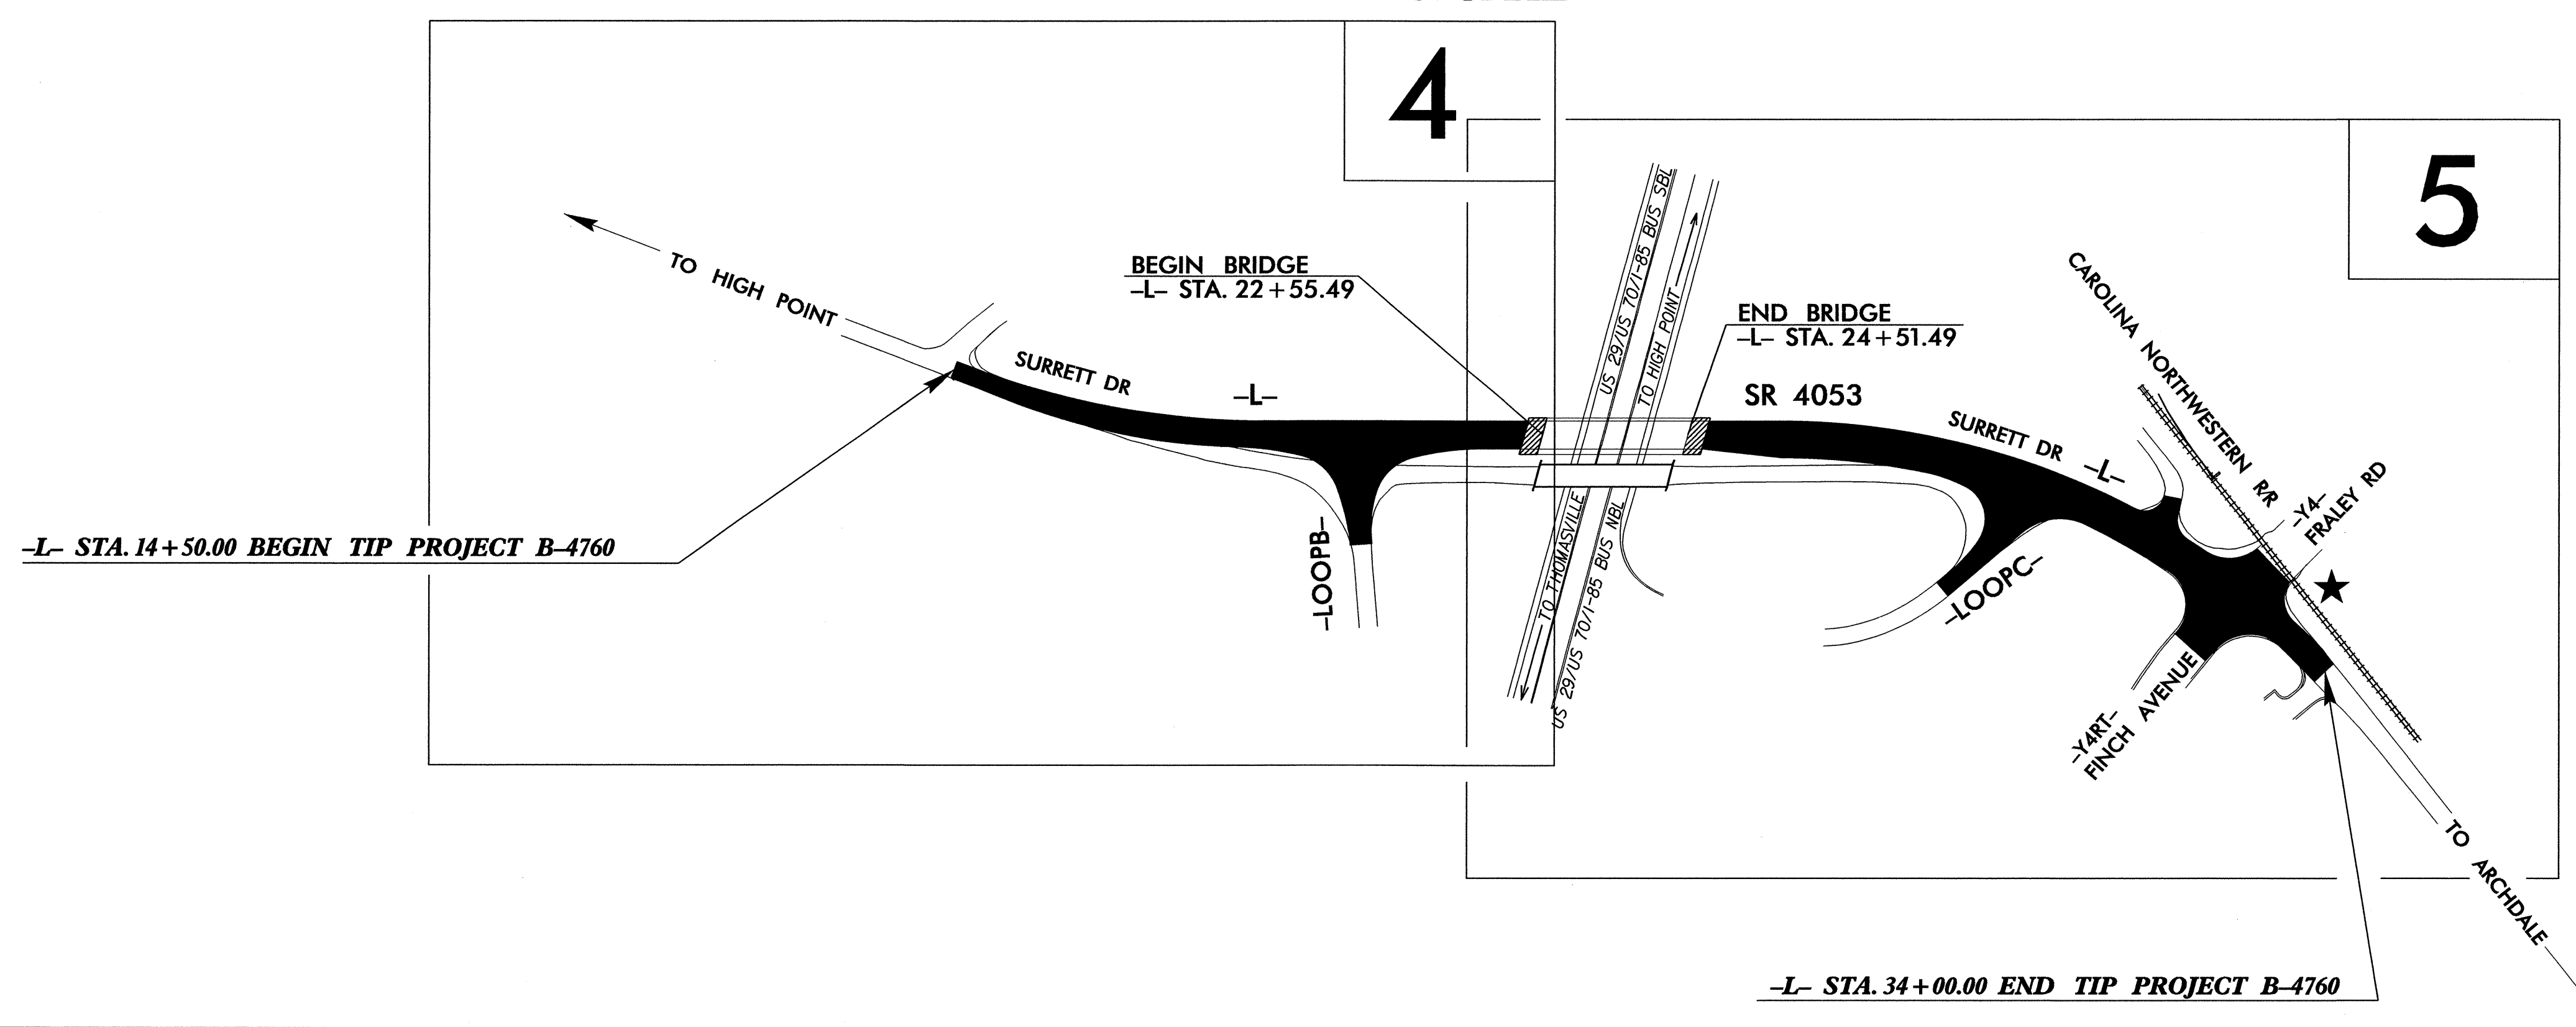 4
5
TO HIGH POINT
BEGIN BRIDGE
-L- STA. 22+55.49
SURRETT DR
-L-
US 29/US 70/I-85 BUS SBL
TO HIGH POINT
END BRIDGE
-L- STA. 24+51.49
SR 4053
SURRETT DR
-L-
CAROLINA NORTHWESTERN R/R
-Y4-
FRALEY RD
-L- STA. 14+50.00 BEGIN TIP PROJECT B-4760
-LOOPB-
TO THOMASVILLE
US 29/US 70/I-85 BUS NBL
-LOOPC-
-Y4RT-
FINCH AVENUE
TO ARCHDALE
-L- STA. 34+00.00 END TIP PROJECT B-4760